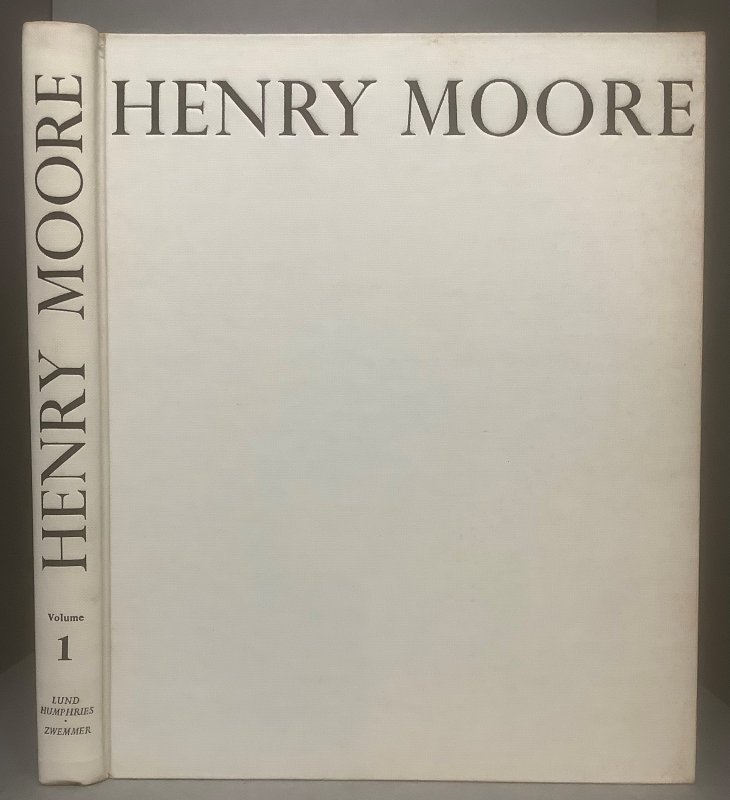 HENRY MOORE
HENRY MOORE
Volume
1
LUND
HUMPHRIES
·
ZWEMMER